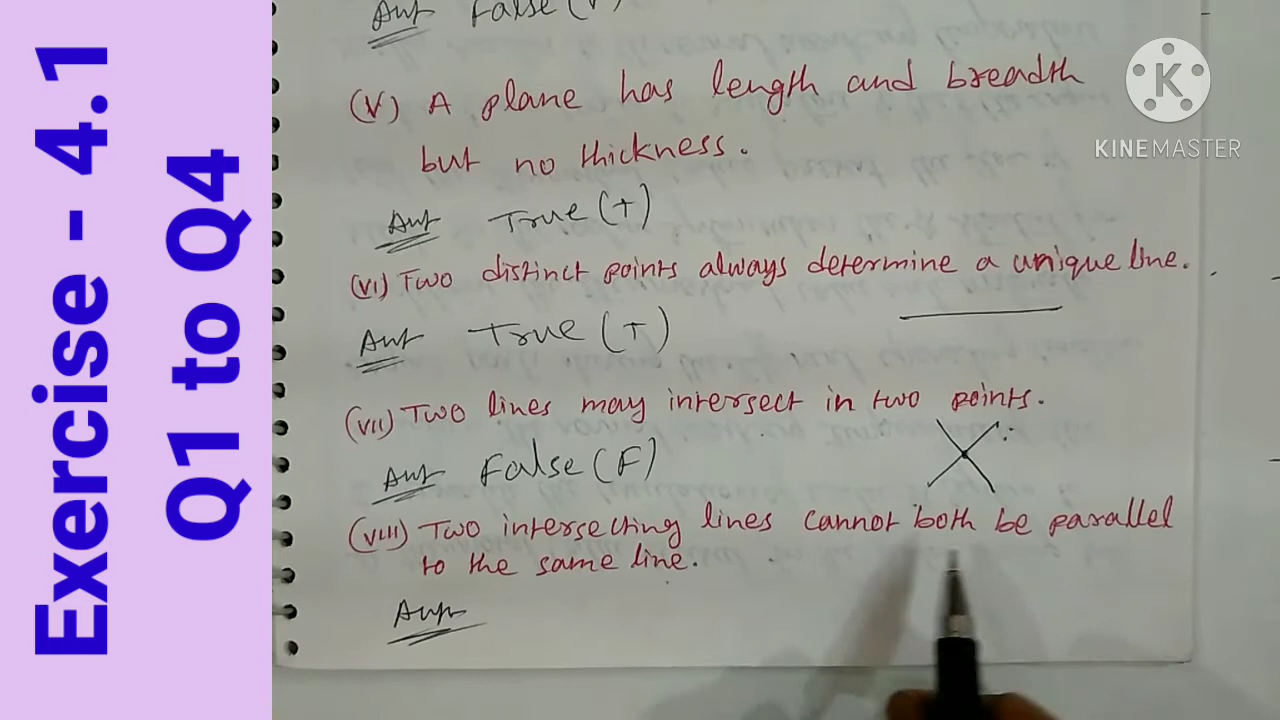 Exercise - 4.1
Q1 to Q4
Ans False (F)
(V) A plane has length and breadth
but no thickness.
Ans True (T)
(VI) Two distinct points always determine a unique line.
Ans True (T)
(VII) Two lines may intersect in two points.
Ans False (F)
(VIII) Two intersecting lines cannot both be parallel
to the same line.
Ans
K
KINEMASTER